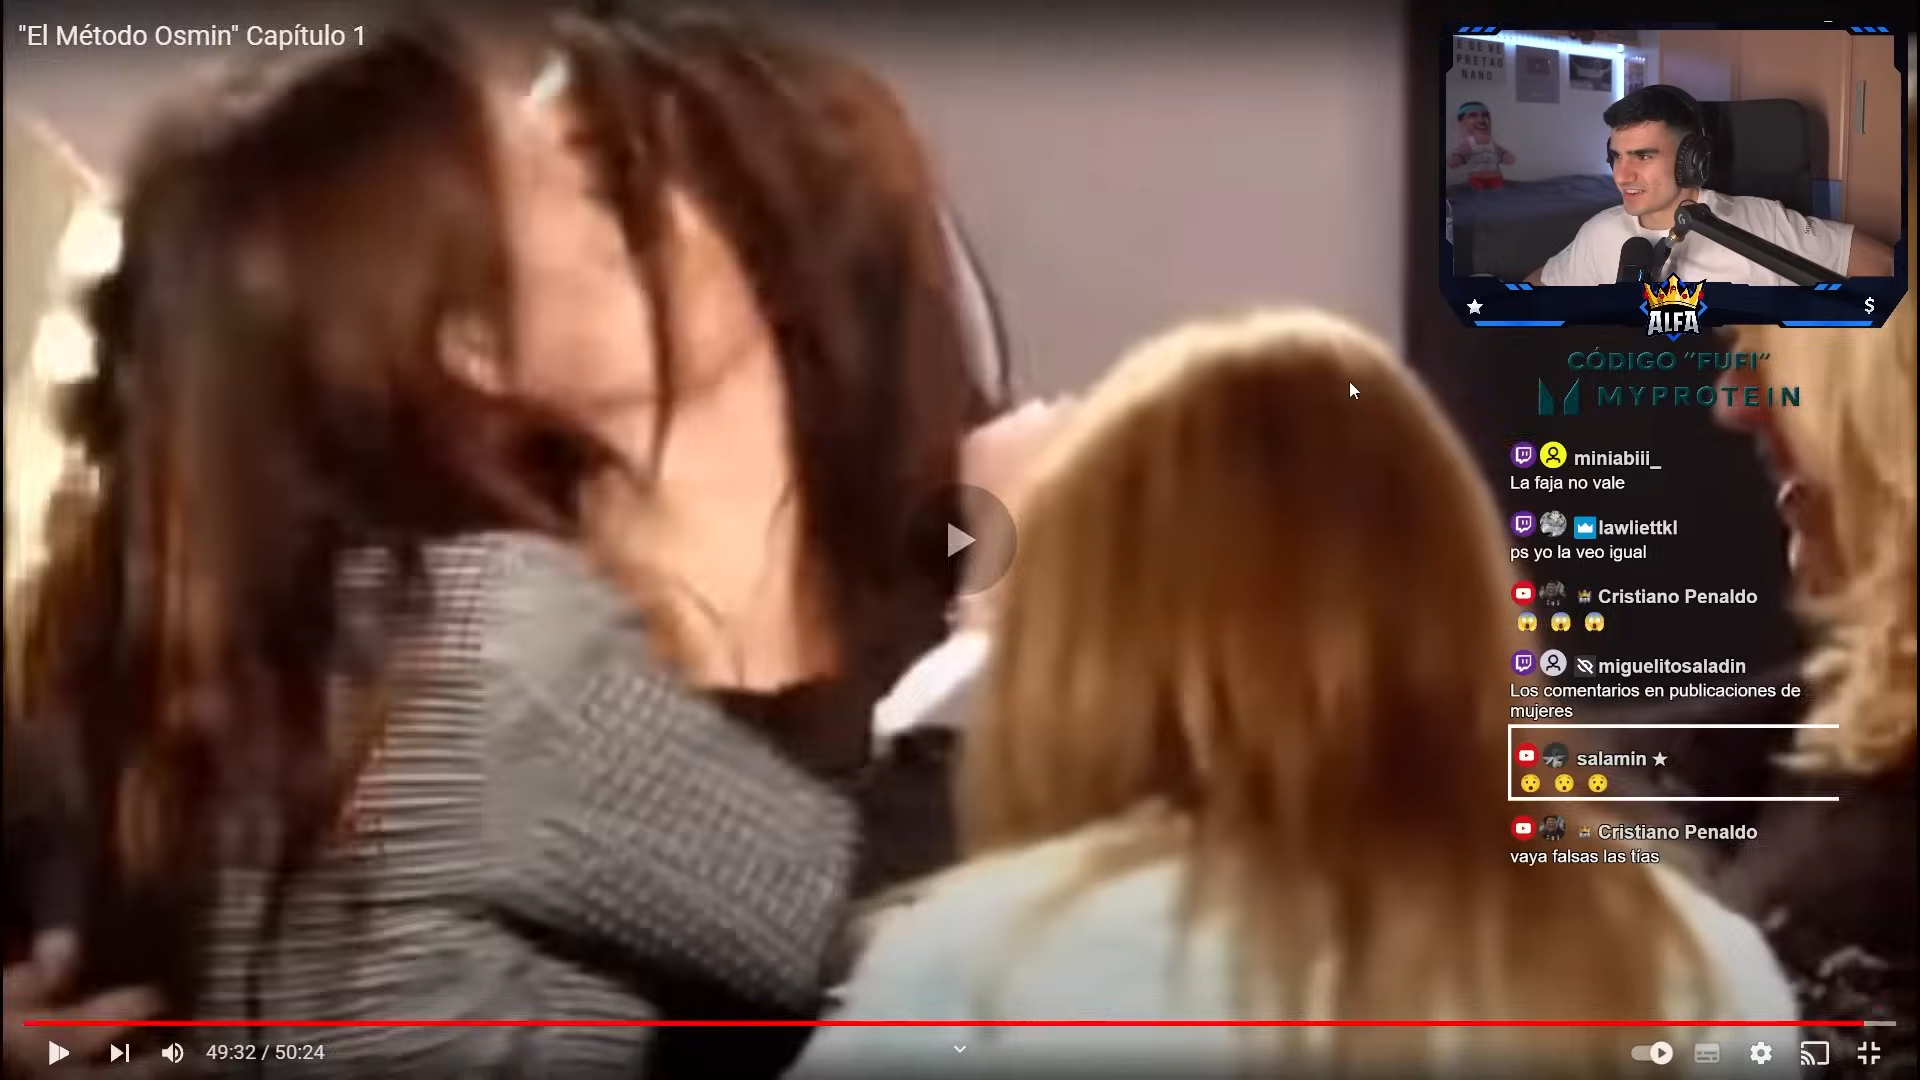 "El Método Osmin" Capítulo 1
PRETAO
NANO
ALFA
$
CÓDIGO "FUFI"
MYPROTEIN
miniabiii_
La faja no vale
lawliettkl
ps yo la veo igual
Cristiano Penaldo
miguelitosaladin
Los comentarios en publicaciones de
mujeres
salamin
Cristiano Penaldo
vaya falsas las tías
49:32 / 50:24